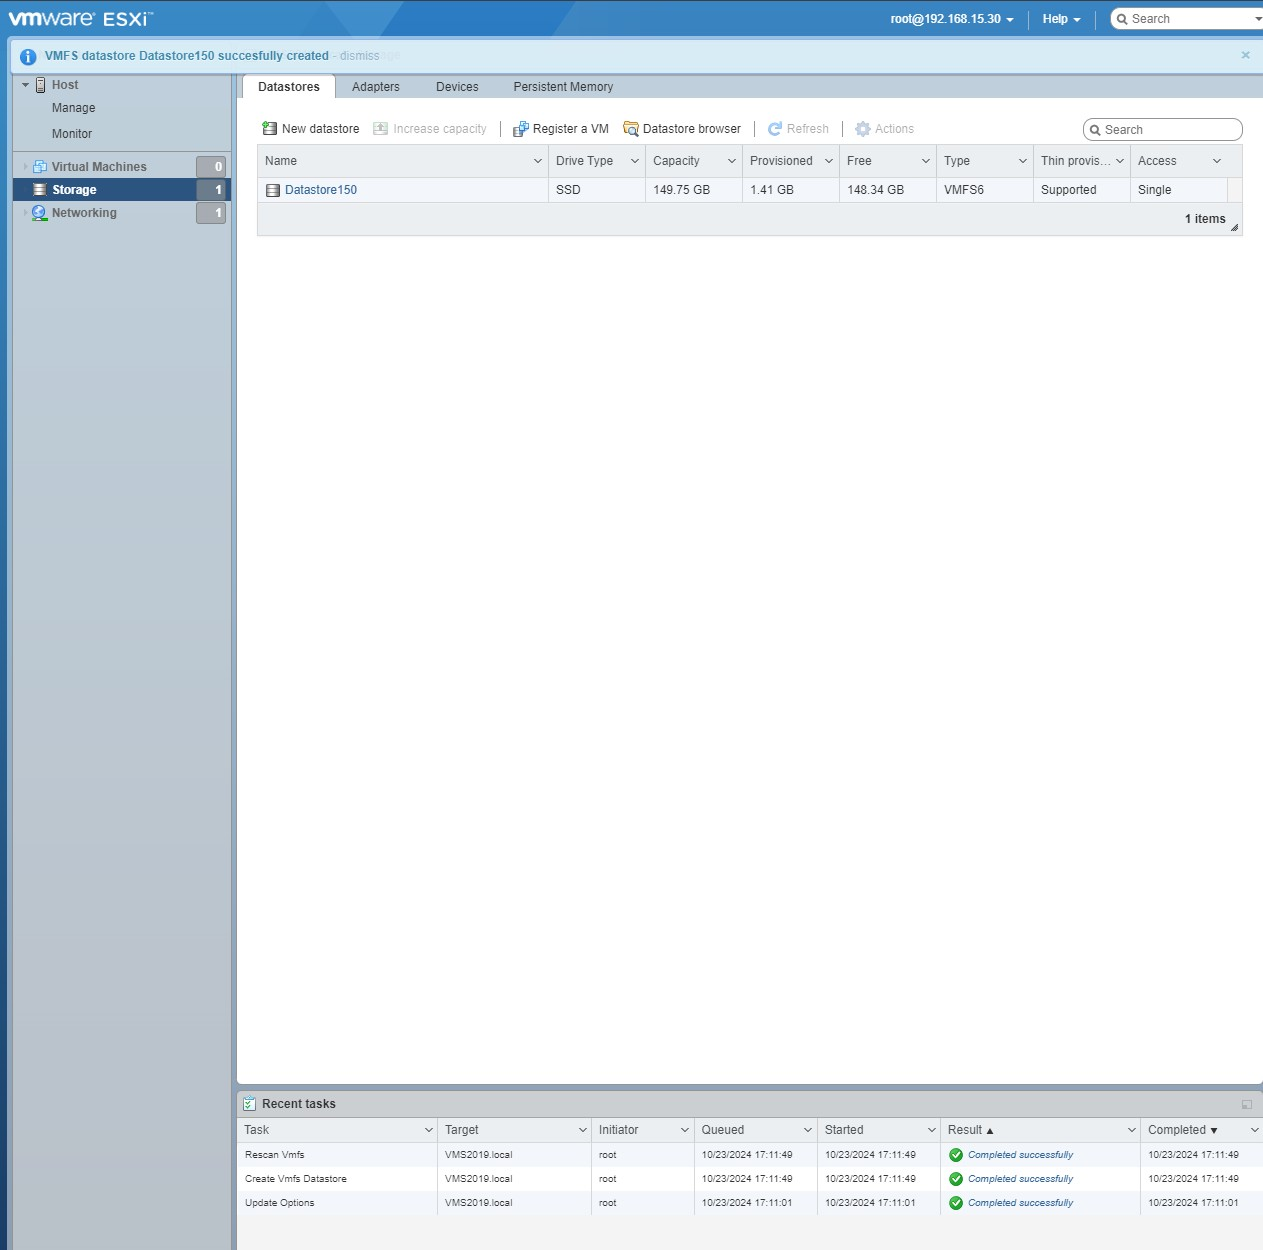 vmware ESXi™
root@192.168.15.30
Help
Search
VMFS datastore Datastore150 succesfully created - dismiss
Host
Manage
Monitor
Virtual Machines 0
Storage 1
Networking 1
Datastores Adapters Devices Persistent Memory
New datastore Increase capacity Register a VM Datastore browser Refresh Actions Search
Name Drive Type Capacity Provisioned Free Type Thin provis... Access
Datastore150 SSD 149.75 GB 1.41 GB 148.34 GB VMFS6 Supported Single
1 items
Recent tasks
Task Target Initiator Queued Started Result ▲ Completed ▼
Rescan Vmfs VMS2019.local root 10/23/2024 17:11:49 10/23/2024 17:11:49 Completed successfully 10/23/2024 17:11:49
Create Vmfs Datastore VMS2019.local root 10/23/2024 17:11:49 10/23/2024 17:11:49 Completed successfully 10/23/2024 17:11:49
Update Options VMS2019.local root 10/23/2024 17:11:01 10/23/2024 17:11:01 Completed successfully 10/23/2024 17:11:01